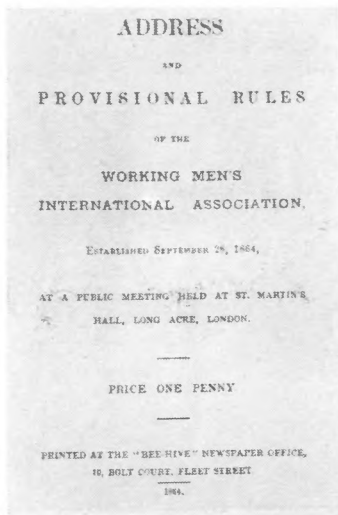 ADDRESS
AND
PROVISIONAL RULES
OF THE
WORKING MEN'S
INTERNATIONAL ASSOCIATION,
ESTABLISHED SEPTEMBER 28, 1864,
AT A PUBLIC MEETING HELD AT ST. MARTIN'S
HALL, LONG ACRE, LONDON.
PRICE ONE PENNY
PRINTED AT THE "BEE-HIVE" NEWSPAPER OFFICE,
10, BOLT COURT, FLEET STREET
1864.